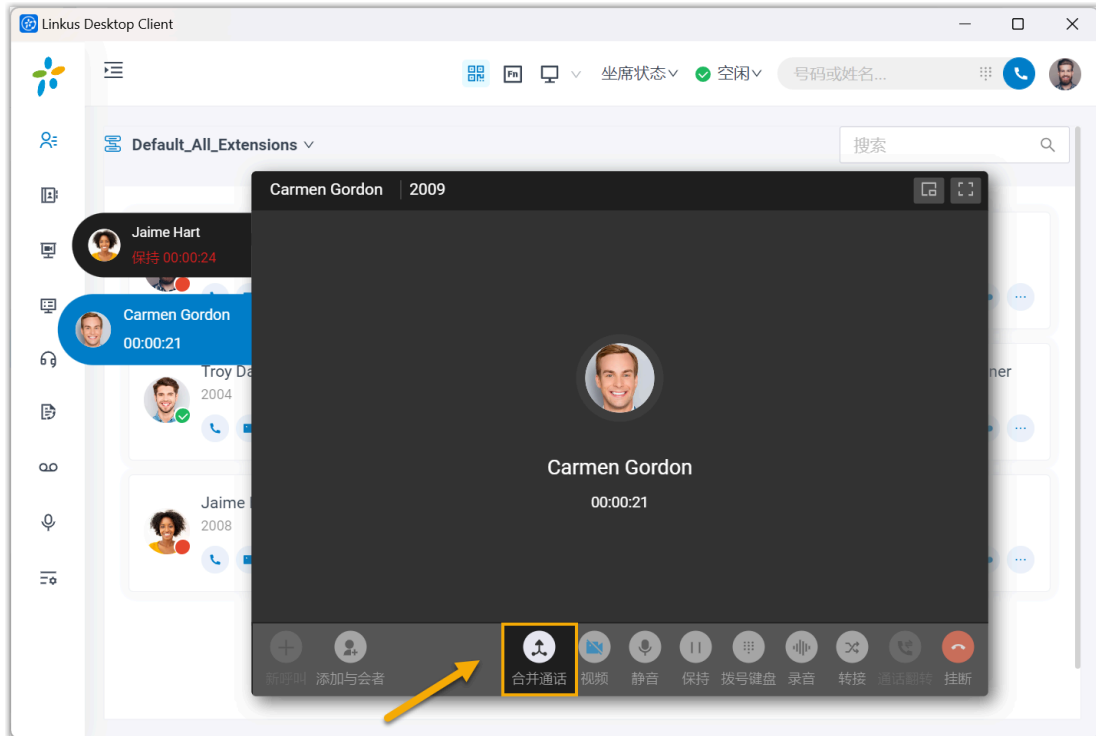 Linkus Desktop Client
Fn
坐席状态
空闲
号码或姓名...
Default_All_Extensions
搜索
Carmen Gordon
2009
Jaime Hart
保持 00:00:24
Carmen Gordon
00:00:21
Troy Da
2004
ner
Carmen Gordon
00:00:21
Jaime
2008
新呼叫
添加与会者
合并通话
视频
静音
保持
拨号键盘
录音
转接
通话翻转
挂断